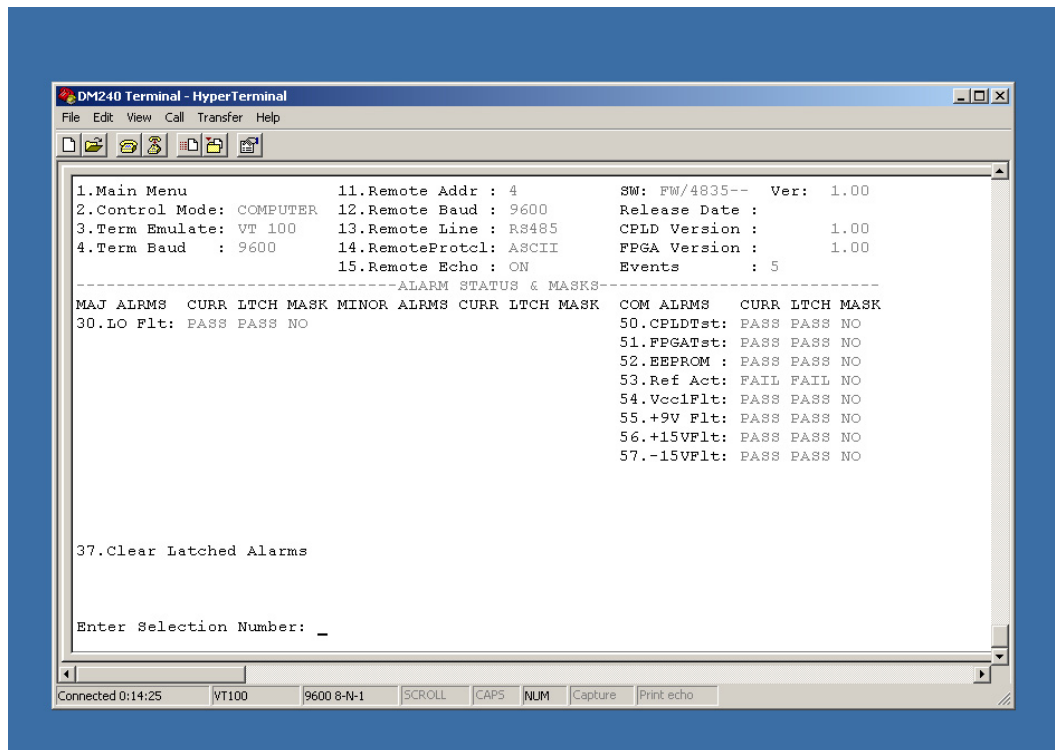 DM240 Terminal - HyperTerminal
File Edit View Call Transfer Help
1.Main Menu 11.Remote Addr : 4 SW: FW/4835-- Ver: 1.00
2.Control Mode: COMPUTER 12.Remote Baud : 9600 Release Date :
3.Term Emulate: VT 100 13.Remote Line : RS485 CPLD Version : 1.00
4.Term Baud : 9600 14.RemoteProtcl: ASCII FPGA Version : 1.00
15.Remote Echo : ON Events : 5
--------------------------------ALARM STATUS & MASKS----------------------------
MAJ ALRMS CURR LTCH MASK MINOR ALRMS CURR LTCH MASK COM ALRMS CURR LTCH MASK
30.LO Flt: PASS PASS NO 50.CPLDTst: PASS PASS NO
51.FPGATst: PASS PASS NO
52.EEPROM : PASS PASS NO
53.Ref Act: FAIL FAIL NO
54.Vcc1Flt: PASS PASS NO
55.+9V Flt: PASS PASS NO
56.+15VFlt: PASS PASS NO
57.-15VFlt: PASS PASS NO
37.Clear Latched Alarms
Enter Selection Number: _
Connected 0:14:25 VT100 9600 8-N-1 SCROLL CAPS NUM Capture Print echo